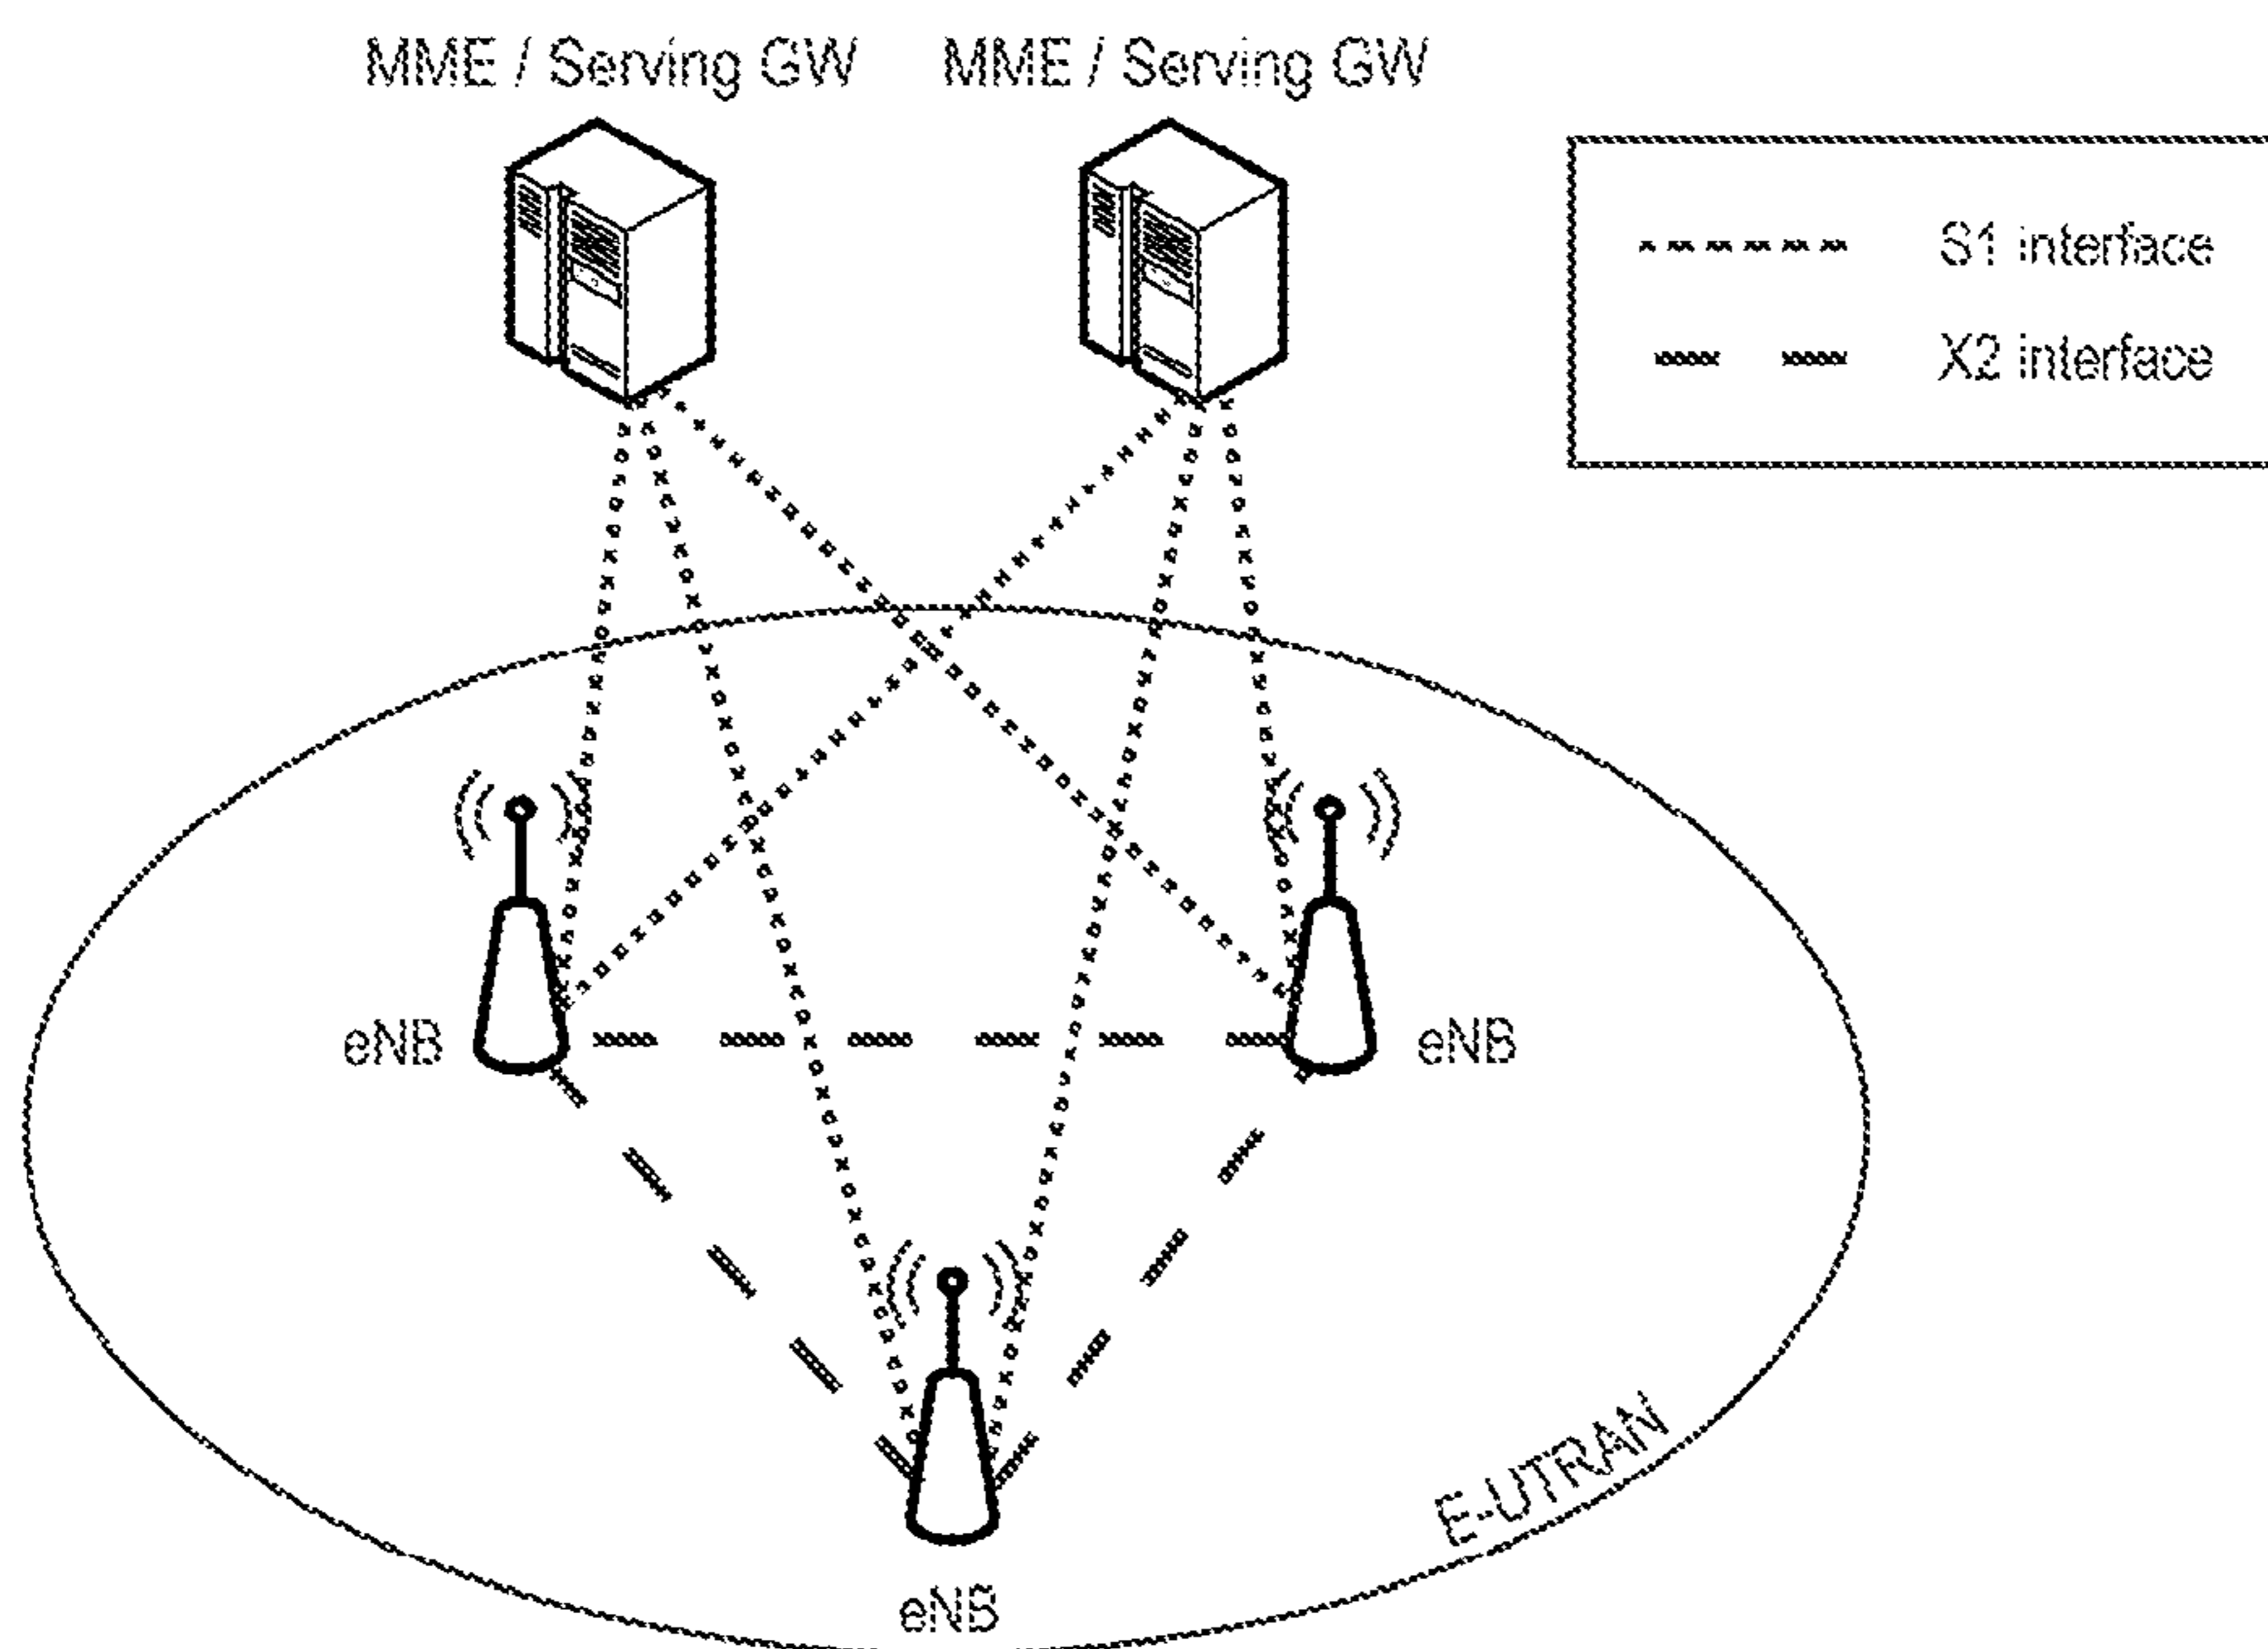 MME / Serving GW
MME / Serving GW
S1 interface
X2 interface
eNB
eNB
E-UTRAN
eNB